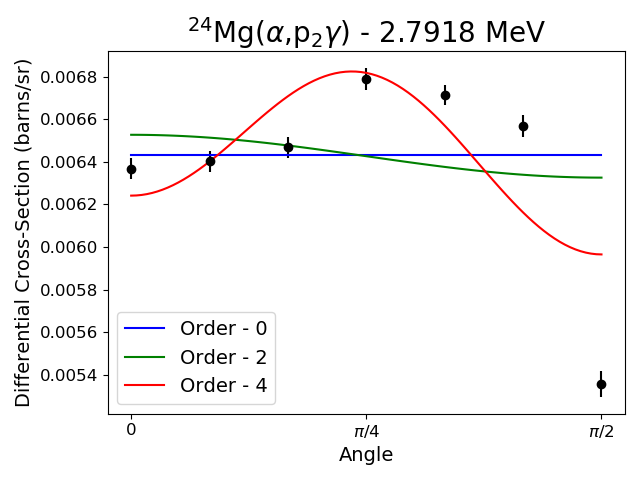 ²⁴Mg(α,p₂γ) - 2.7918 MeV
Differential Cross-Section (barns/sr)
0.0068
0.0066
0.0064
0.0062
0.0060
0.0058
0.0056
0.0054
Order - 0
Order - 2
Order - 4
0
π/4
π/2
Angle